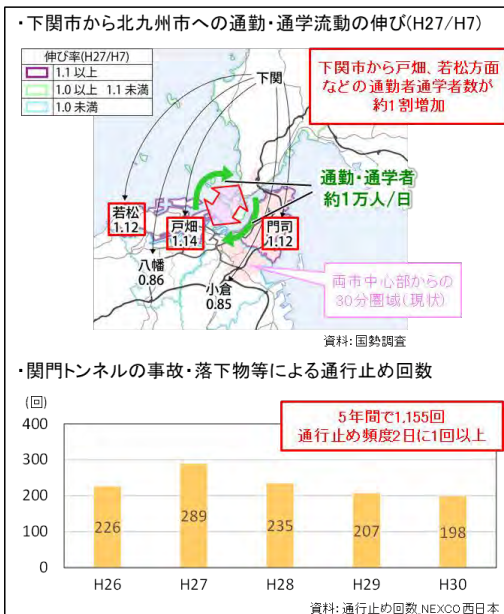 ・下関市から北九州市への通勤・通学流動の伸び(H27/H7)
伸び率(H27/H7)
1.1 以上
1.0 以上 1.1 未満
1.0 未満
下関
下関市から戸畑、若松方面
などの通勤者通学者数が
約1割増加
通勤・通学者
約1万人/日
若松
1.12
戸畑
1.14
門司
1.12
八幡
0.86
小倉
0.85
両市中心部からの
30分圏域(現状)
資料:国勢調査
・関門トンネルの事故・落下物等による通行止め回数
(回)
5年間で1,155回
通行止め頻度2日に1回以上
400
300
200
100
0
226
289
235
207
198
H26
H27
H28
H29
H30
資料:通行止め回数 NEXCO西日本